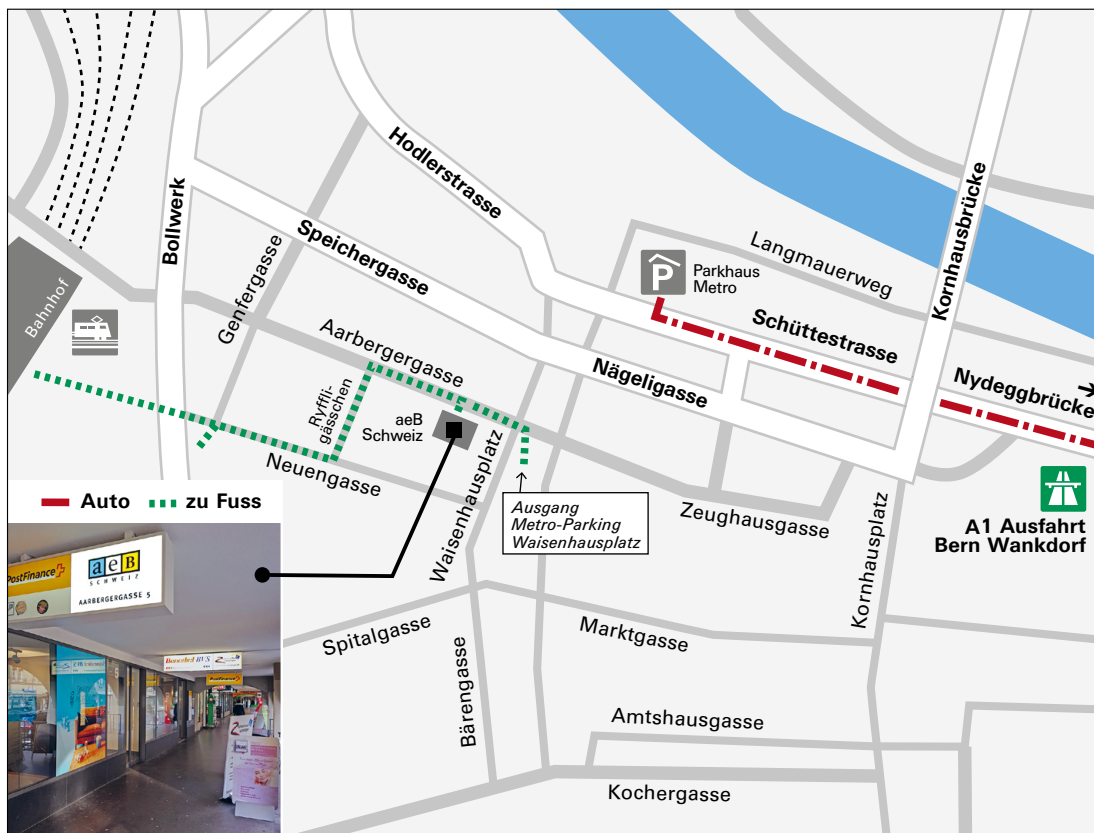 Bahnhof
Bollwerk
Genfergasse
Speichergasse
Hodlerstrasse
Aarbergergasse
Ryffli-
gässchen
Neuengasse
aeB
Schweiz
Waisenhausplatz
P
Parkhaus
Metro
Langmauerweg
Schüttestrasse
Kornhausbrücke
Nydeggbrücke
Nägeligasse
Zeughausgasse
Kornhausplatz
A1 Ausfahrt
Bern Wankdorf
Ausgang
Metro-Parking
Waisenhausplatz
Spitalgasse
Marktgasse
Bärengasse
Amtshausgasse
Kochergasse
Auto
zu Fuss
PostFinance
aeB
SCHWEIZ
AARBERGERGASSE 5
PostFinance